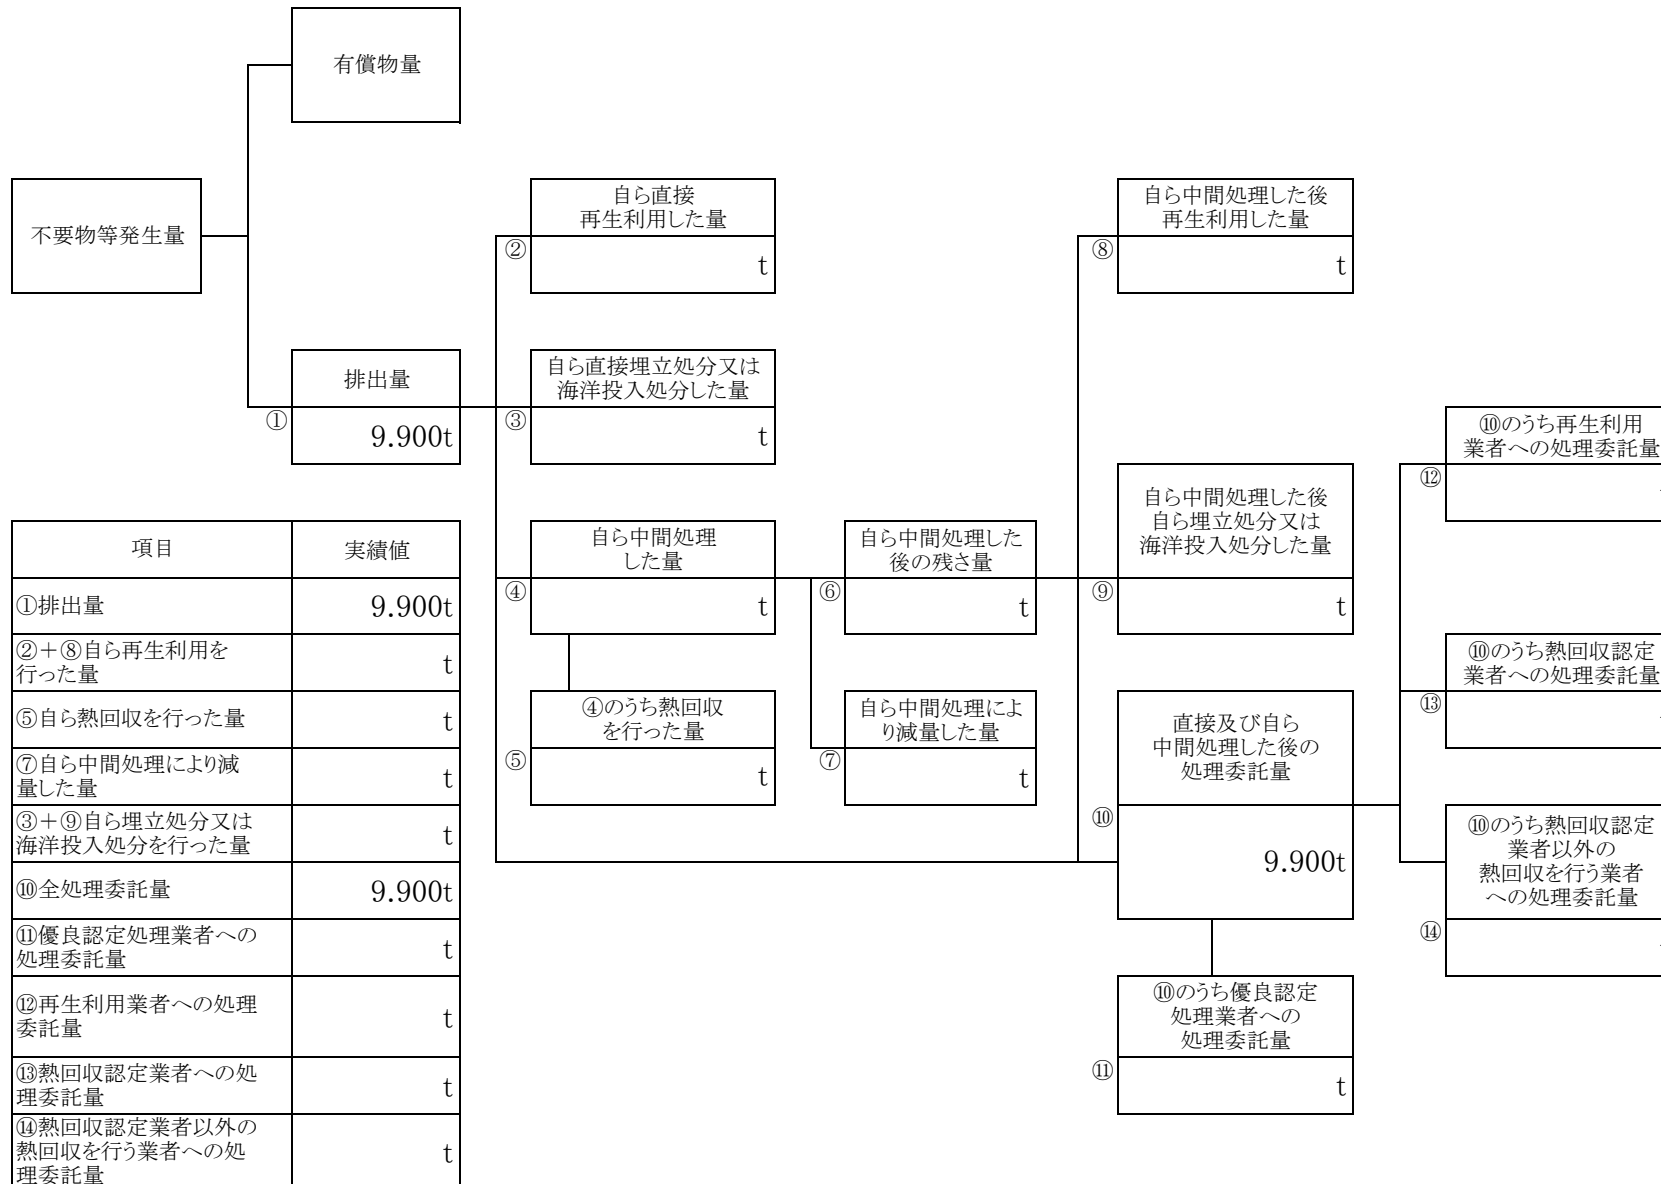 有償物量
不要物等発生量
自ら直接
再生利用した量
②
t
自ら中間処理した後
再生利用した量
⑧
t
排出量
①
9.900t
自ら直接埋立処分又は
海洋投入処分した量
③
t
⑩のうち再生利用
業者への処理委託量
⑫
自ら中間処理
した量
④
t
自ら中間処理した
後の残さ量
⑥
t
自ら中間処理した後
自ら埋立処分又は
海洋投入処分した量
⑨
t
⑩のうち熱回収認定
業者への処理委託量
⑬
④のうち熱回収
を行った量
⑤
t
自ら中間処理によ
り減量した量
⑦
t
直接及び自ら
中間処理した後の
処理委託量
⑩
9.900t
⑩のうち熱回収認定
業者以外の
熱回収を行う業者
への処理委託量
⑭
⑩のうち優良認定
処理業者への
処理委託量
⑪
t
項目 実績値
①排出量 9.900t
②+⑧自ら再生利用を
行った量 t
⑤自ら熱回収を行った量 t
⑦自ら中間処理により減
量した量 t
③+⑨自ら埋立処分又は
海洋投入処分を行った量 t
⑩全処理委託量 9.900t
⑪優良認定処理業者への
処理委託量 t
⑫再生利用業者への処理
委託量 t
⑬熱回収認定業者への処
理委託量 t
⑭熱回収認定業者以外の
熱回収を行う業者への処
理委託量 t